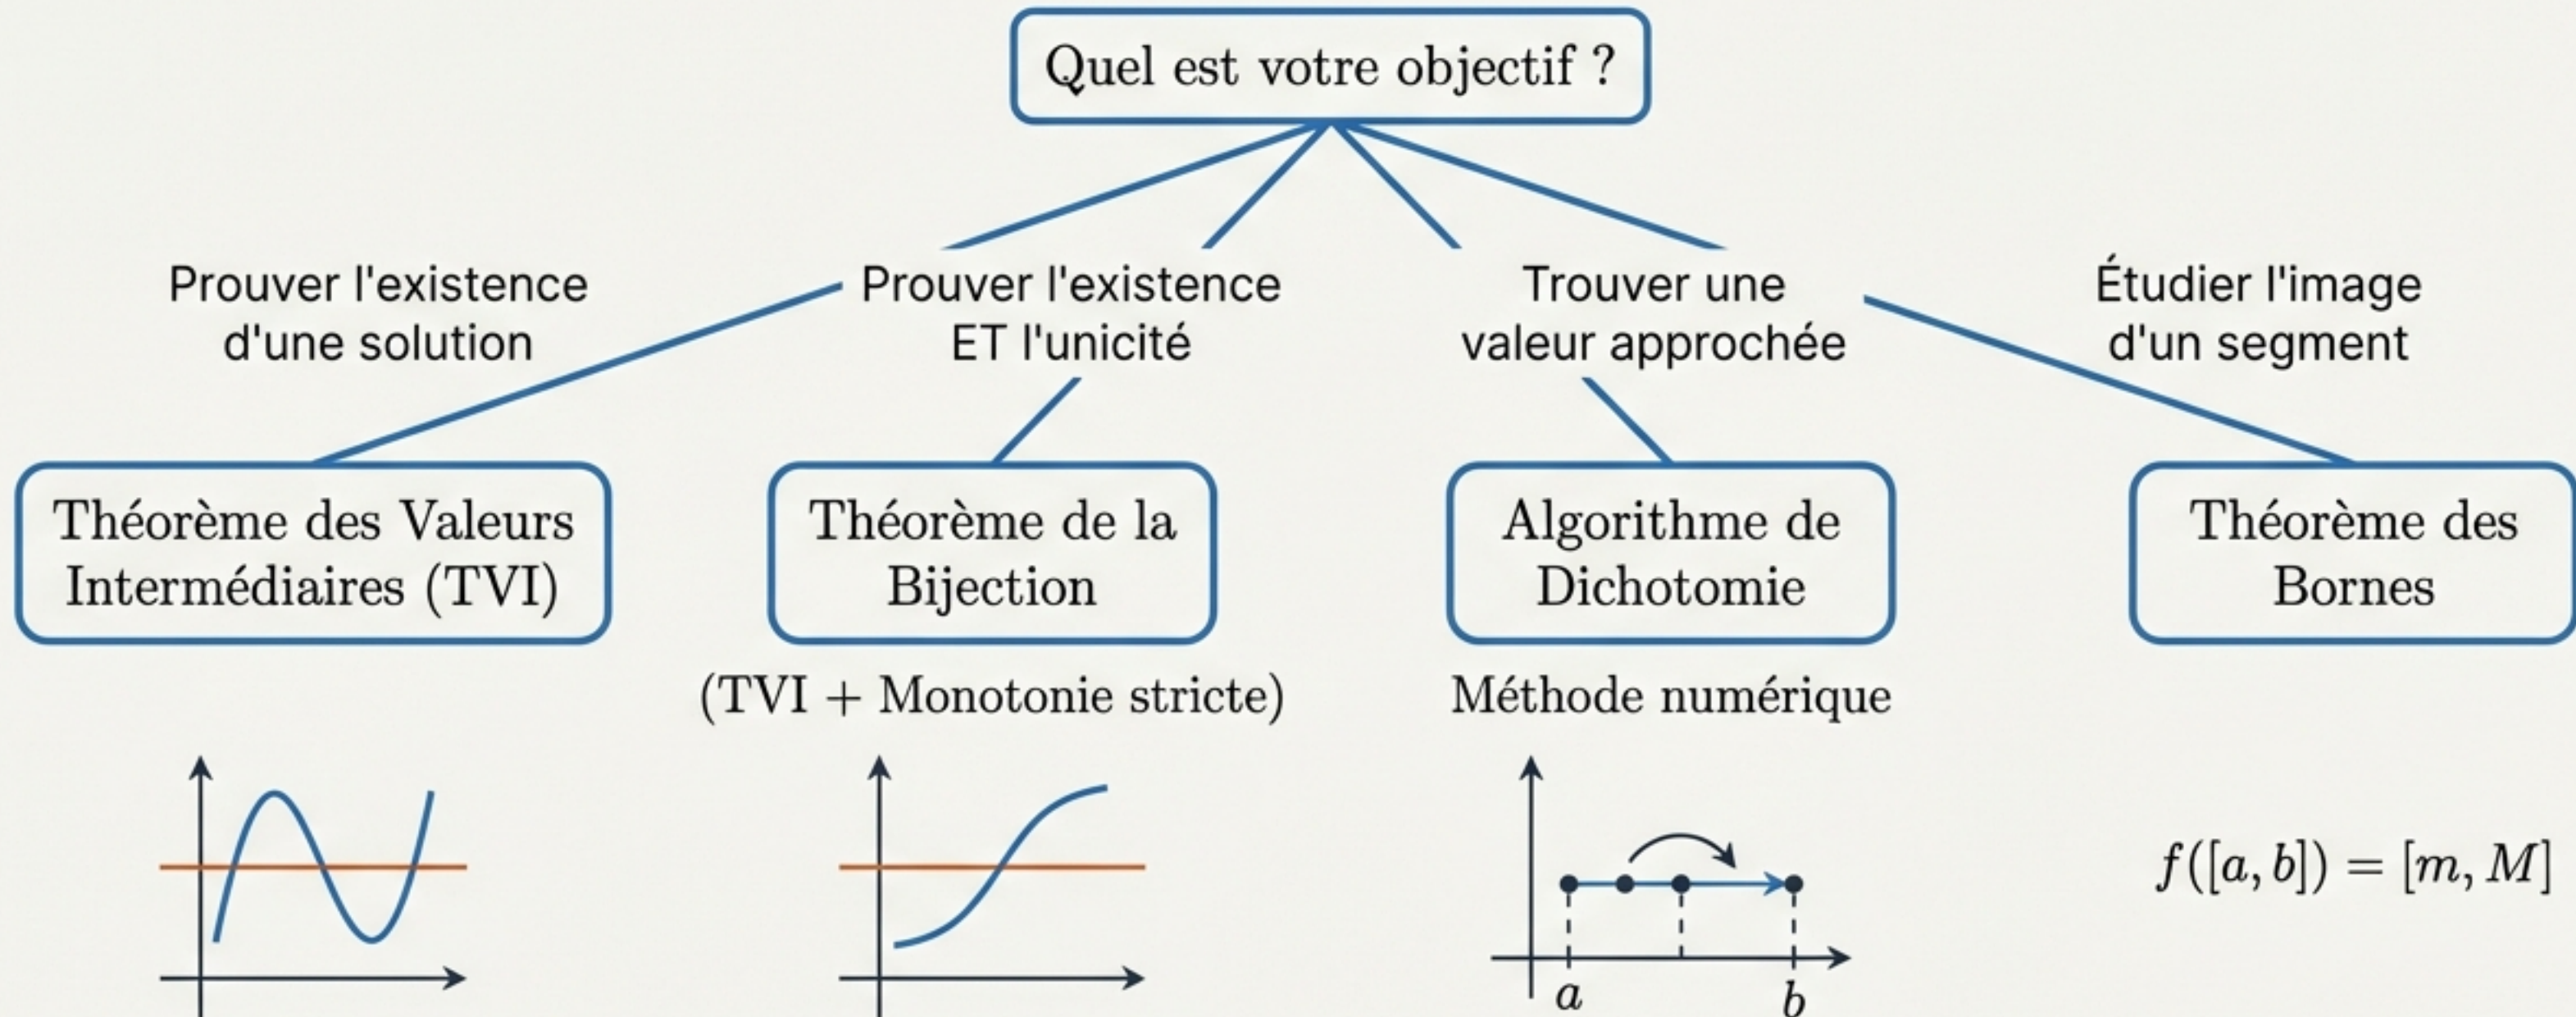 Quel est votre objectif ?
Prouver l'existence
d'une solution
Prouver l'existence
ET l'unicité
Trouver une
valeur approchée
Étudier l'image
d'un segment
Théorème des Valeurs
Intermédiaires (TVI)
Théorème de la
Bijection
Algorithme de
Dichotomie
Théorème des
Bornes
(TVI + Monotonie stricte)
Méthode numérique
f([a, b]) = [m, M]
a
b